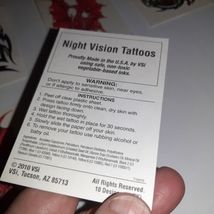 Night Vision Tattoos
Proudly Made in the U.S.A. by VSI
using safe, non-toxic
vegetable-based inks.
WARNING:
Don't apply to sensitive skin, near eyes,
or if allergic to adhesive.
INSTRUCTIONS
1. Peel off clear plastic sheet.
2. Press tattoo firmly onto clean, dry skin with
design facing down.
3. Wet tattoo thoroughly.
4. Hold the wet tattoo in place for 30 seconds.
5. Slowly slide the paper off your skin.
6. To remove your tattoo use rubbing alcohol or
baby oil.
© 2010 VSI
VSI, Tucson, AZ 85713
All Rights Reserved.